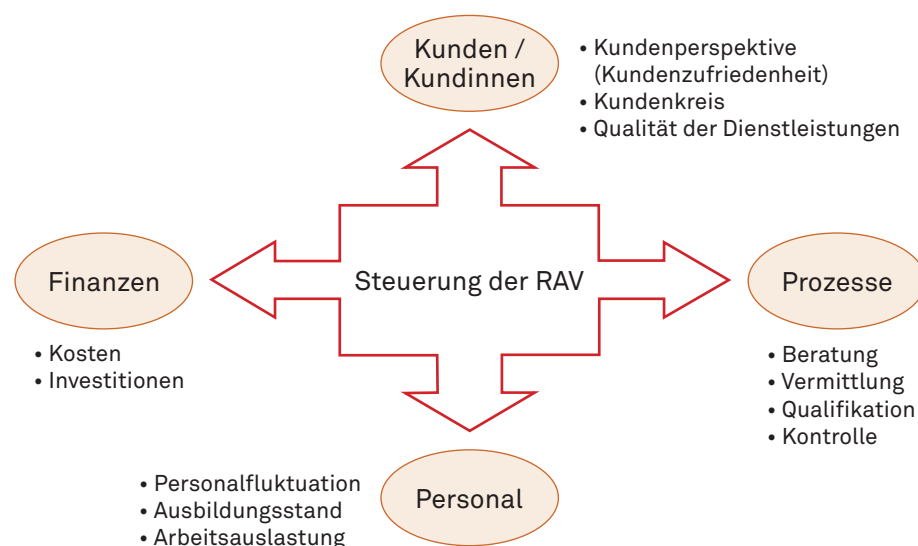 Kunden /
Kundinnen
• Kundenperspektive
(Kundenzufriedenheit)
• Kundenkreis
• Qualität der Dienstleistungen
Finanzen
• Kosten
• Investitionen
Steuerung der RAV
Prozesse
• Beratung
• Vermittlung
• Qualifikation
• Kontrolle
• Personalfluktuation
• Ausbildungsstand
• Arbeitsauslastung
Personal